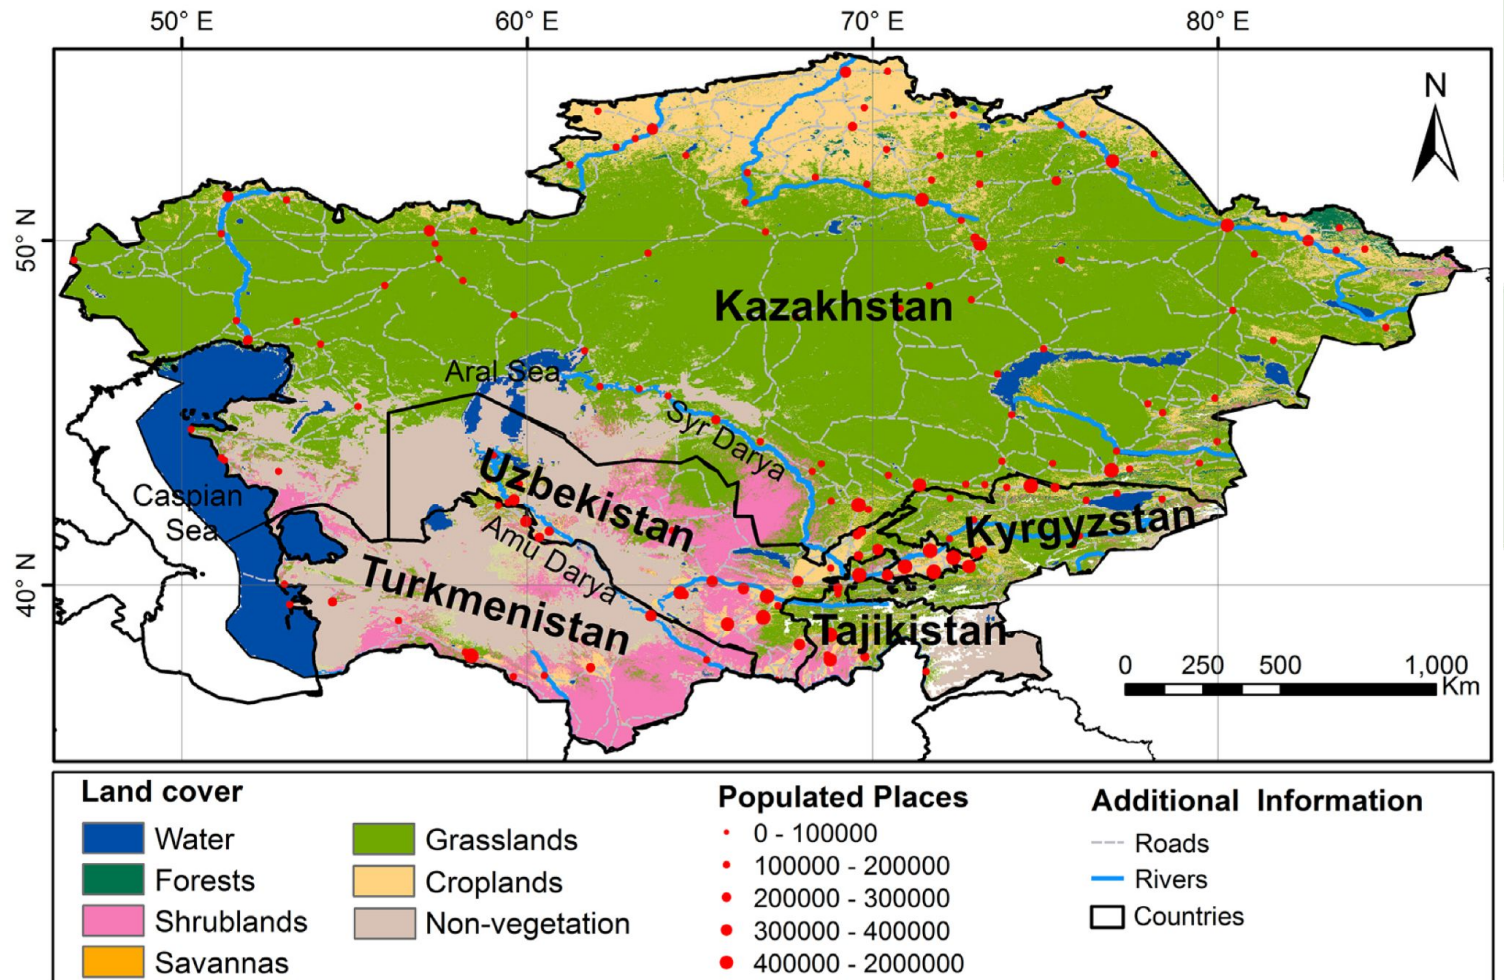 50° E 60° E 70° E 80° E
N
50° N
Kazakhstan
Aral Sea
Syr Darya
Uzbekistan
Caspian
Sea
Kyrgyzstan
Amu Darya
40° N
Turkmenistan
Tajikistan
0 250 500 1,000
Km
Land cover
Water
Forests
Shrublands
Savannas
Grasslands
Croplands
Non-vegetation
Populated Places
0 - 100000
100000 - 200000
200000 - 300000
300000 - 400000
400000 - 2000000
Additional Information
Roads
Rivers
Countries